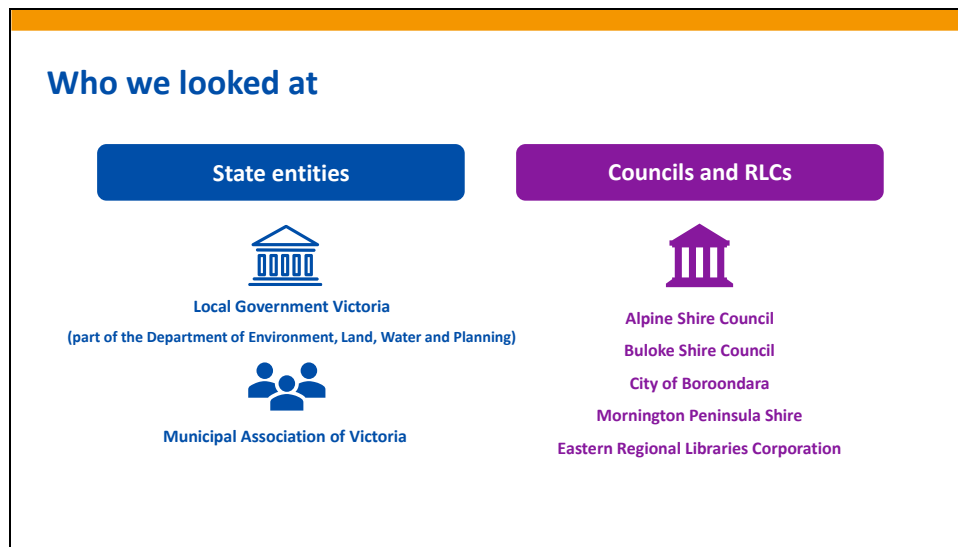 Who we looked at
State entities
Local Government Victoria
(part of the Department of Environment, Land, Water and Planning)
Municipal Association of Victoria
Councils and RLCs
Alpine Shire Council
Buloke Shire Council
City of Boroondara
Mornington Peninsula Shire
Eastern Regional Libraries Corporation